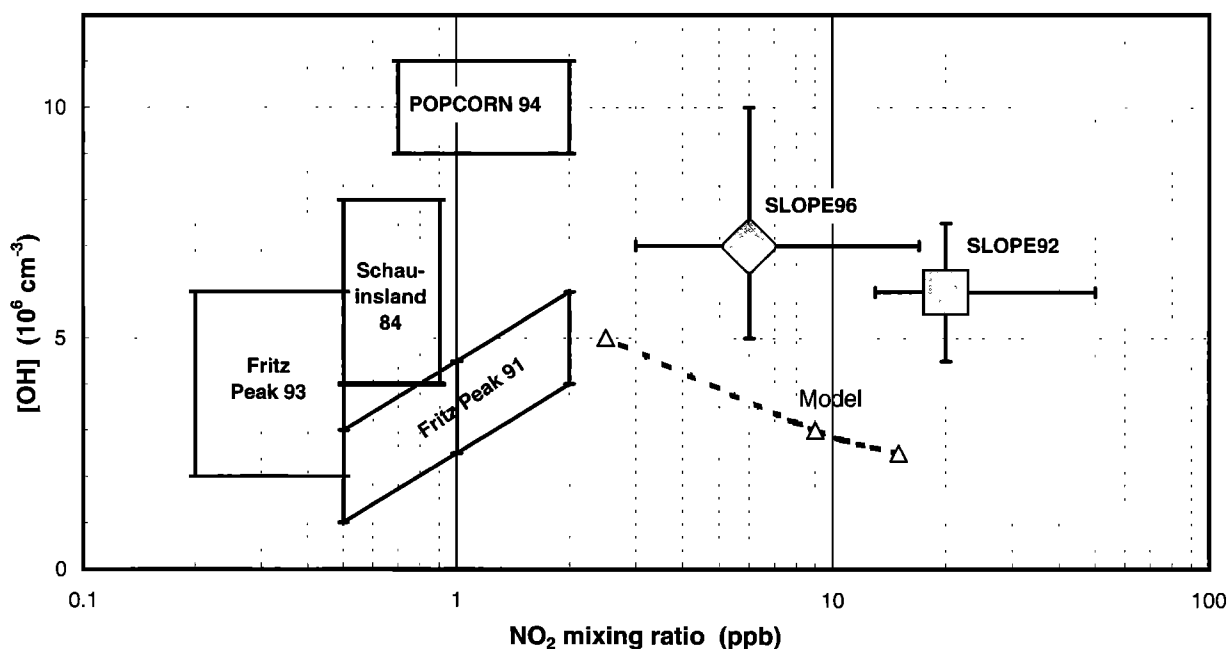 POPCORN 94
10
SLOPE96
SLOPE92
Schau-
insland
84
[OH] (10⁶ cm⁻³)
5
Fritz
Peak 93
Fritz Peak 91
Model
0
0.1
1
10
100
NO₂ mixing ratio (ppb)